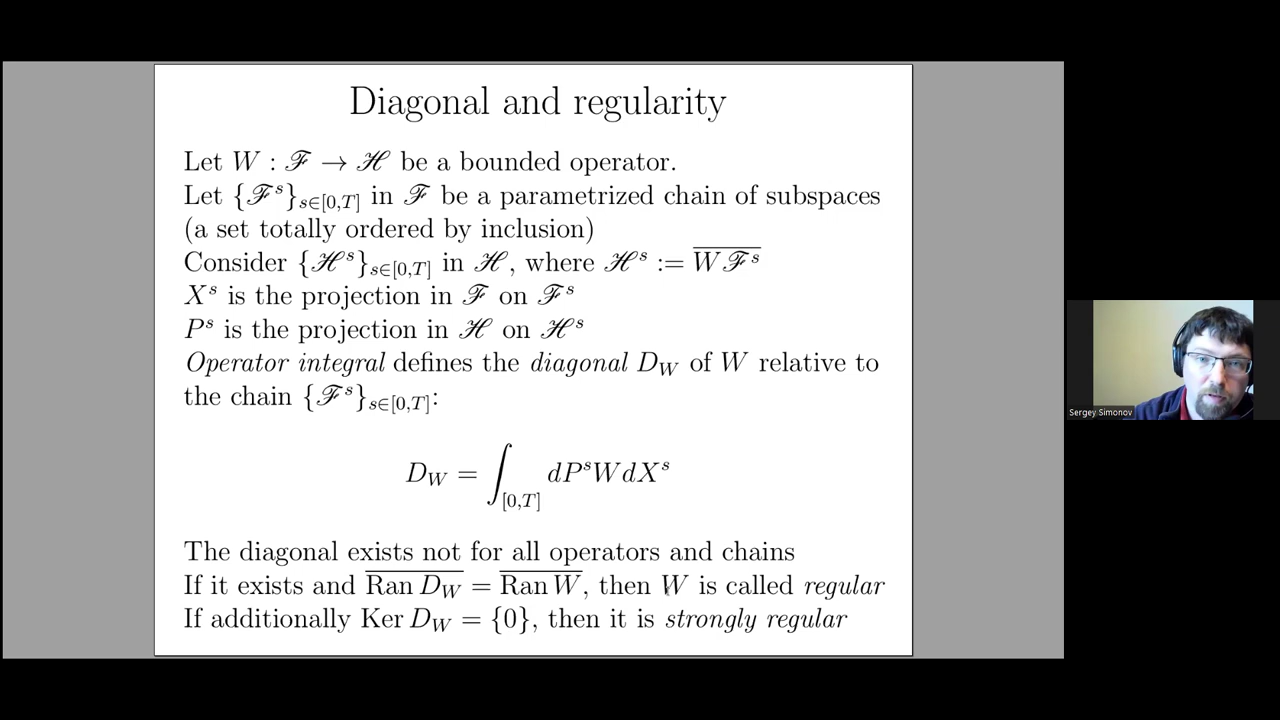 Diagonal and regularity
Let W : ℱ → ℋ be a bounded operator.
Let {ℱ^s}_{s∈[0,T]} in ℱ be a parametrized chain of subspaces
(a set totally ordered by inclusion)
Consider {ℋ^s}_{s∈[0,T]} in ℋ, where ℋ^s := \overline{Wℱ^s}
X^s is the projection in ℱ on ℱ^s
P^s is the projection in ℋ on ℋ^s
Operator integral defines the diagonal D_W of W relative to
the chain {ℱ^s}_{s∈[0,T]}:
D_W = ∫_{[0,T]} dP^s W dX^s
The diagonal exists not for all operators and chains
If it exists and \overline{Ran D_W} = \overline{Ran W}, then W is called regular
If additionally Ker D_W = {0}, then it is strongly regular
Sergey Simonov